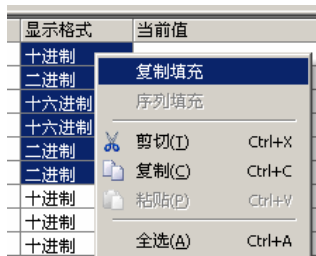 显示格式 当前值
十进制
二进制 复制填充
十六进制 序列填充
十六进制
二进制 剪切(T) Ctrl+X
二进制 复制(C) Ctrl+C
十进制 粘贴(P) Ctrl+V
十进制
十进制 全选(A) Ctrl+A